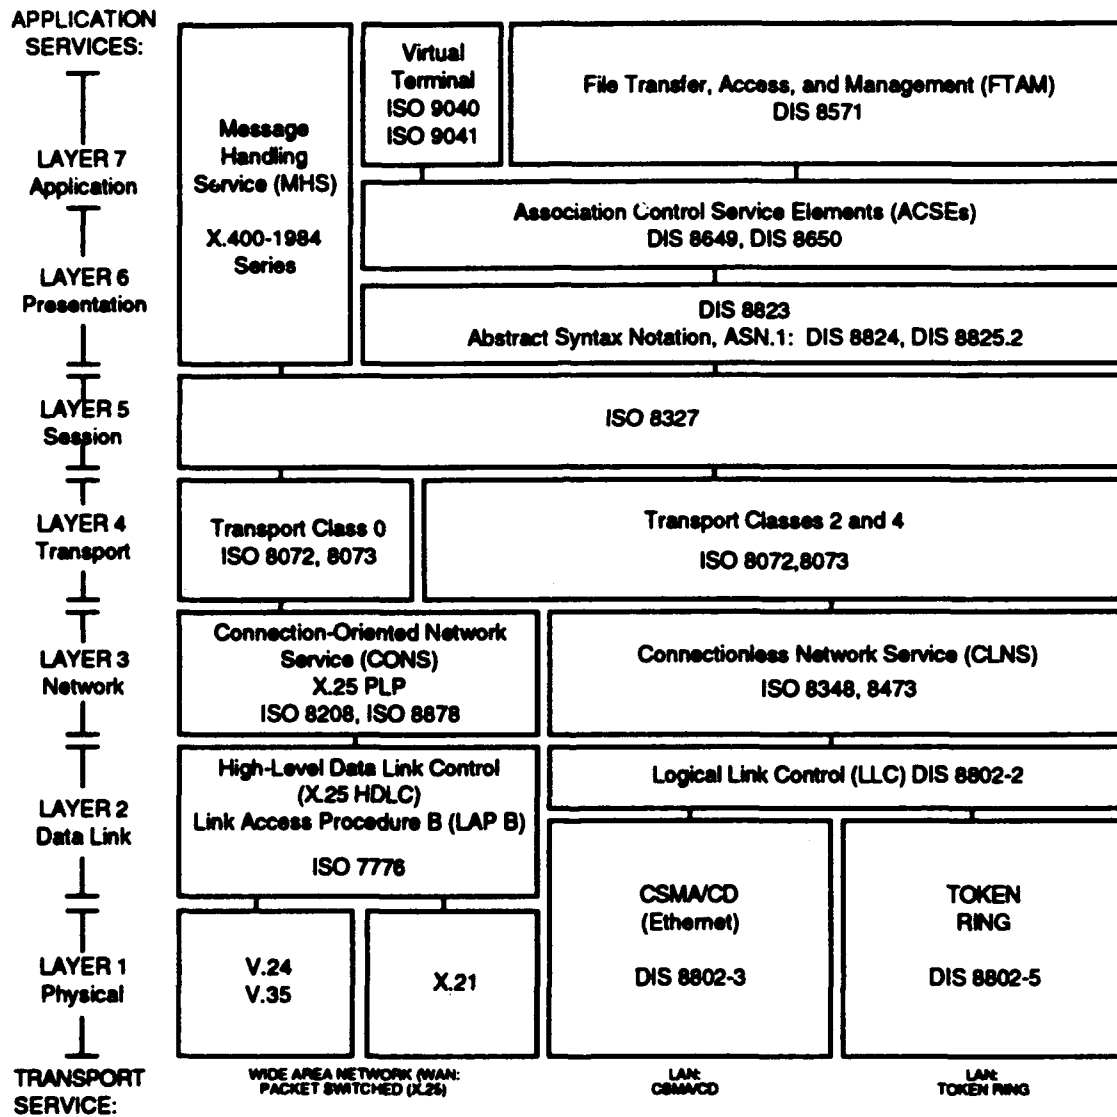 APPLICATION
SERVICES:
LAYER 7
Application
LAYER 6
Presentation
LAYER 5
Session
LAYER 4
Transport
LAYER 3
Network
LAYER 2
Data Link
LAYER 1
Physical
TRANSPORT
SERVICE:
Message
Handling
Service (MHS)
X.400-1984
Series
Virtual
Terminal
ISO 9040
ISO 9041
File Transfer, Access, and Management (FTAM)
DIS 8571
Association Control Service Elements (ACSEs)
DIS 8649, DIS 8650
DIS 8823
Abstract Syntax Notation, ASN.1: DIS 8824, DIS 8825.2
ISO 8327
Transport Class 0
ISO 8072, 8073
Transport Classes 2 and 4
ISO 8072,8073
Connection-Oriented Network
Service (CONS)
X.25 PLP
ISO 8208, ISO 8878
Connectionless Network Service (CLNS)
ISO 8348, 8473
High-Level Data Link Control
(X.25 HDLC)
Link Access Procedure B (LAP B)
ISO 7776
Logical Link Control (LLC) DIS 8802-2
CSMA/CD
(Ethernet)
DIS 8802-3
TOKEN
RING
DIS 8802-5
V.24
V.35
X.21
WIDE AREA NETWORK (WAN:
PACKET SWITCHED (X.25)
LAN:
CSMA/CD
LAN:
TOKEN RING